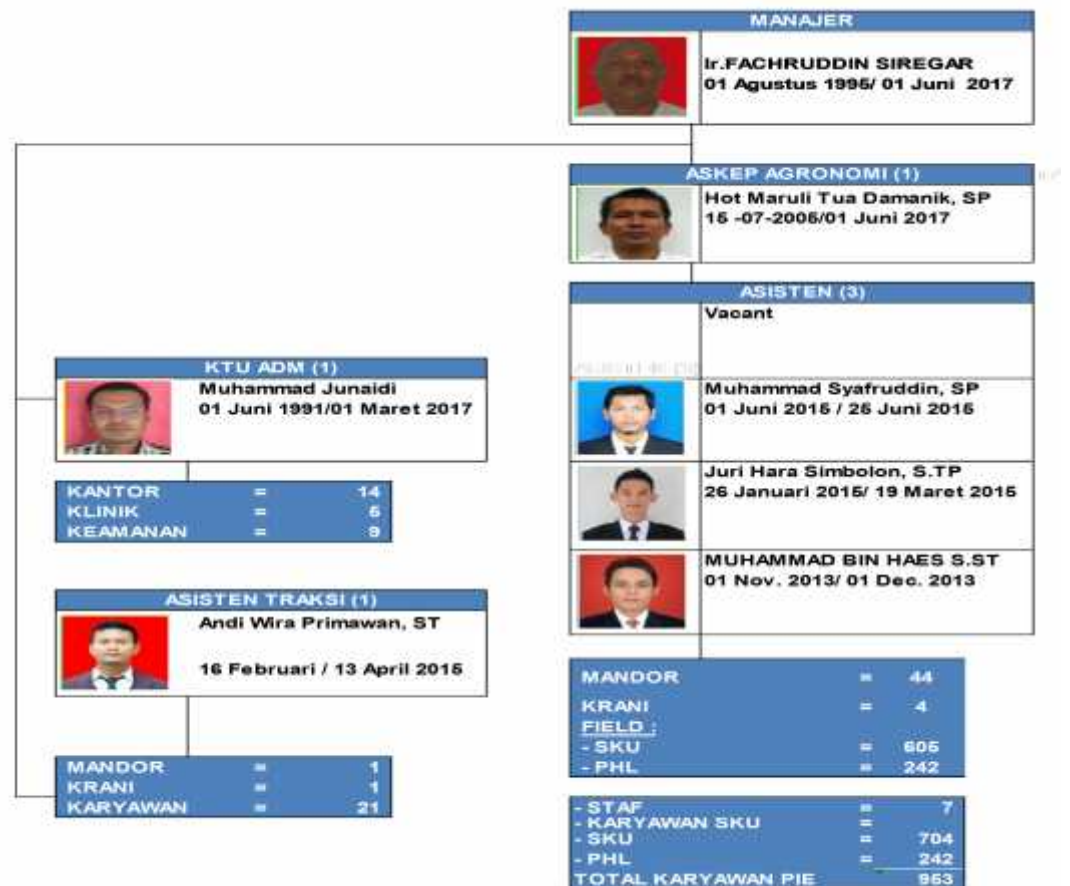 MANAJER
Ir.FACHRUDDIN SIREGAR
01 Agustus 1995/ 01 Juni 2017
ASKEP AGRONOMI (1)
Hot Maruli Tua Damanik, SP
15 -07-2005/01 Juni 2017
ASISTEN (3)
Vacant
Muhammad Syafruddin, SP
01 Juni 2015 / 25 Juni 2015
Juri Hara Simbolon, S.TP
26 Januari 2015/ 19 Maret 2015
MUHAMMAD BIN HAES S.ST
01 Nov. 2013/ 01 Dec. 2013
MANDOR = 44
KRANI = 4
FIELD :
- SKU = 605
- PHL = 242
- STAF = 7
- KARYAWAN SKU =
- SKU = 704
- PHL = 242
TOTAL KARYAWAN PIE 953
KTU ADM (1)
Muhammad Junaidi
01 Juni 1991/01 Maret 2017
KANTOR = 14
KLINIK = 5
KEAMANAN = 9
ASISTEN TRAKSI (1)
Andi Wira Primawan, ST
16 Februari / 13 April 2015
MANDOR = 1
KRANI = 1
KARYAWAN = 21